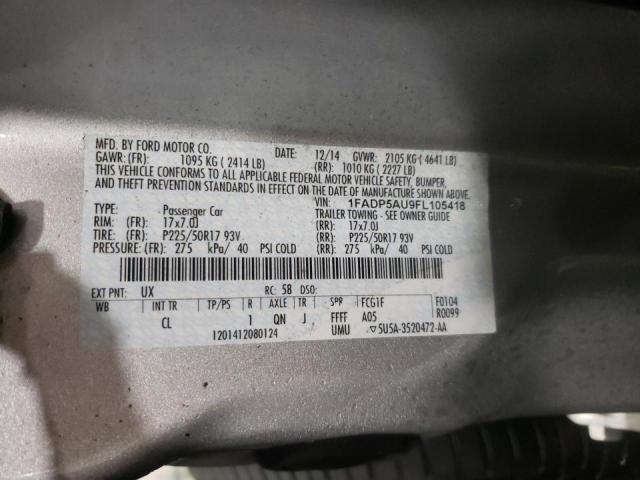 MFD. BY FORD MOTOR CO.
DATE: 12/14 GVWR: 2105 KG ( 4641 LB)
GAWR: (FR): 1095 KG ( 2414 LB) (RR): 1010 KG ( 2227 LB)
THIS VEHICLE CONFORMS TO ALL APPLICABLE FEDERAL MOTOR VEHICLE SAFETY, BUMPER,
AND THEFT PREVENTION STANDARDS IN EFFECT ON THE DATE OF MANUFACTURE SHOWN ABOVE.
VIN: 1FADP5AU9FL105418
TYPE: Passenger Car TRAILER TOWING - SEE OWNER GUIDE
RIM: (FR): 17x7.0J (RR): 17x7.0J
TIRE: (FR): P225/50R17 93V (RR): P225/50R17 93V
PRESSURE:(FR): 275 kPa/ 40 PSI COLD (RR): 275 kPa/ 40 PSI COLD
EXT PNT: UX RC: 58 DSO:
WB INT TR TP/PS R AXLE TR SPR FCG1F F0104
CL 1 QN J FFFF A05 R0099
1201412080124 UMU ▽ 5U5A-3520472-AA